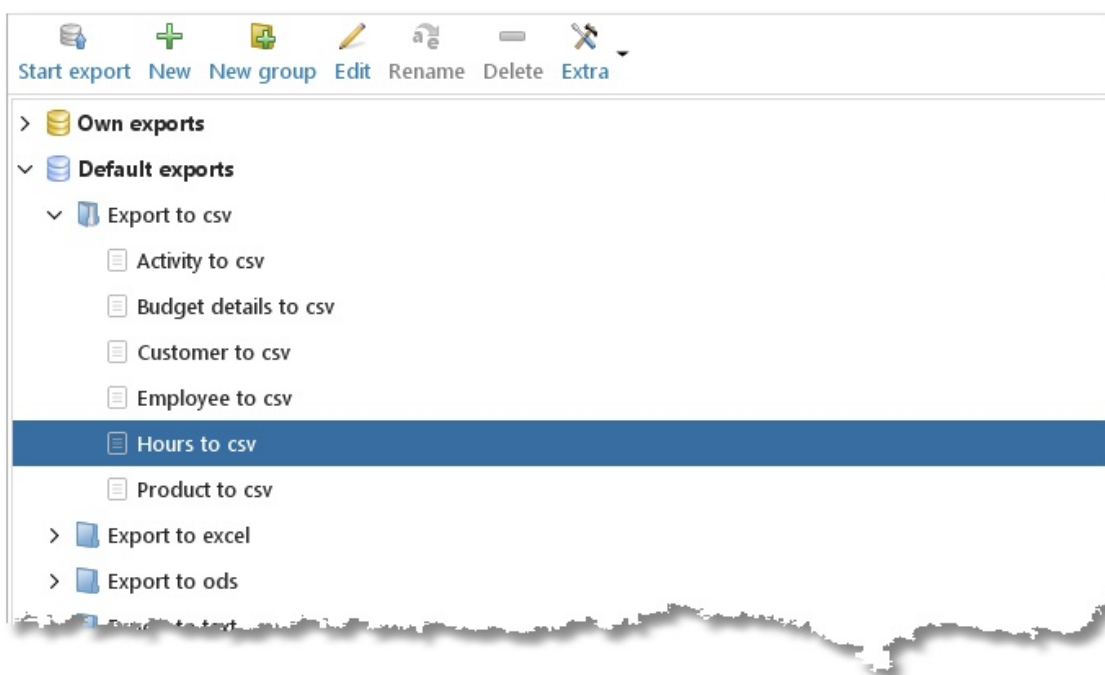 Start export New New group Edit Rename Delete Extra
Own exports
Default exports
Export to csv
Activity to csv
Budget details to csv
Customer to csv
Employee to csv
Hours to csv
Product to csv
Export to excel
Export to ods